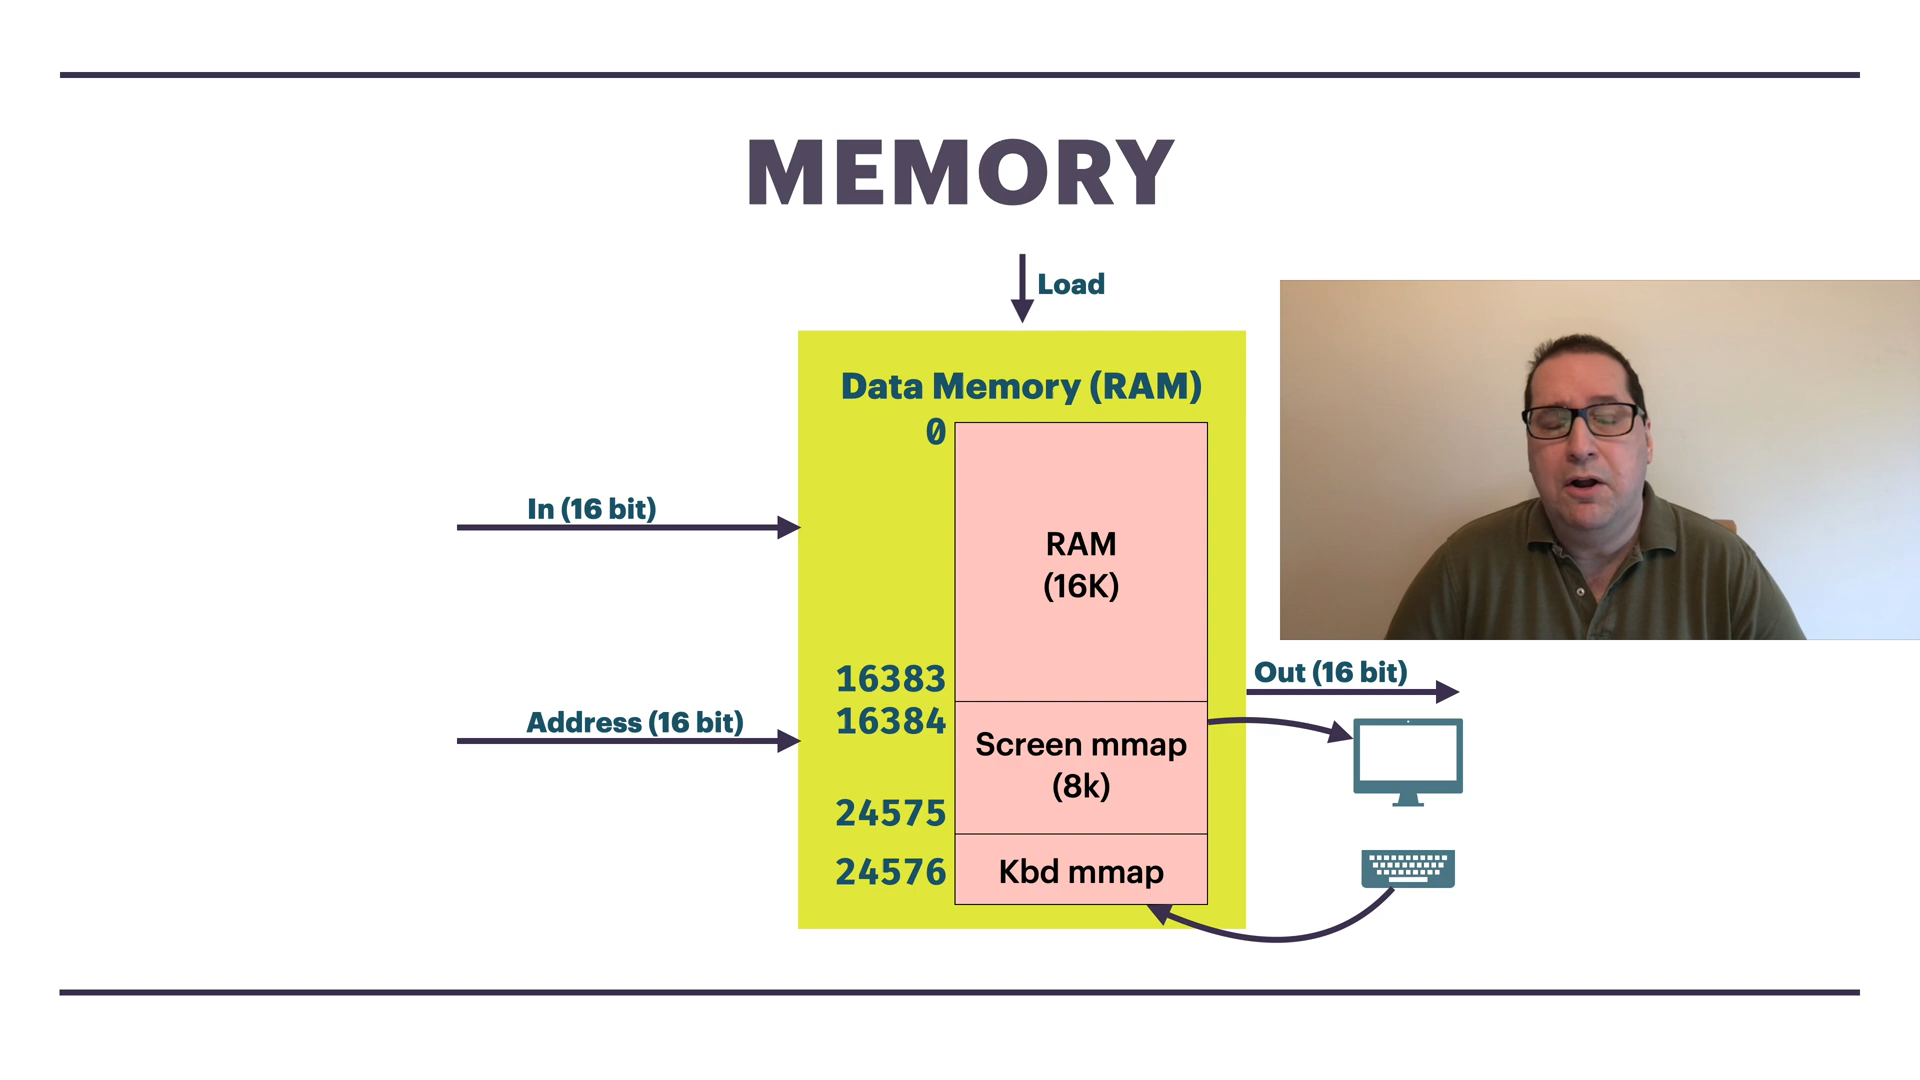 MEMORY
Load
Data Memory (RAM)
0
In (16 bit)
RAM
(16K)
16383
Out (16 bit)
Address (16 bit)
16384
Screen mmap
(8k)
24575
24576
Kbd mmap